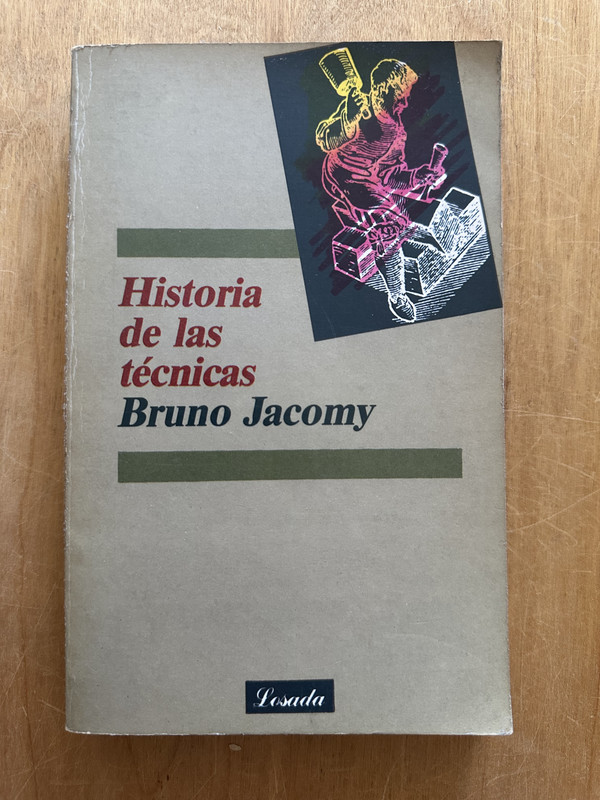 Historia
de las
técnicas
Bruno Jacomy
Losada